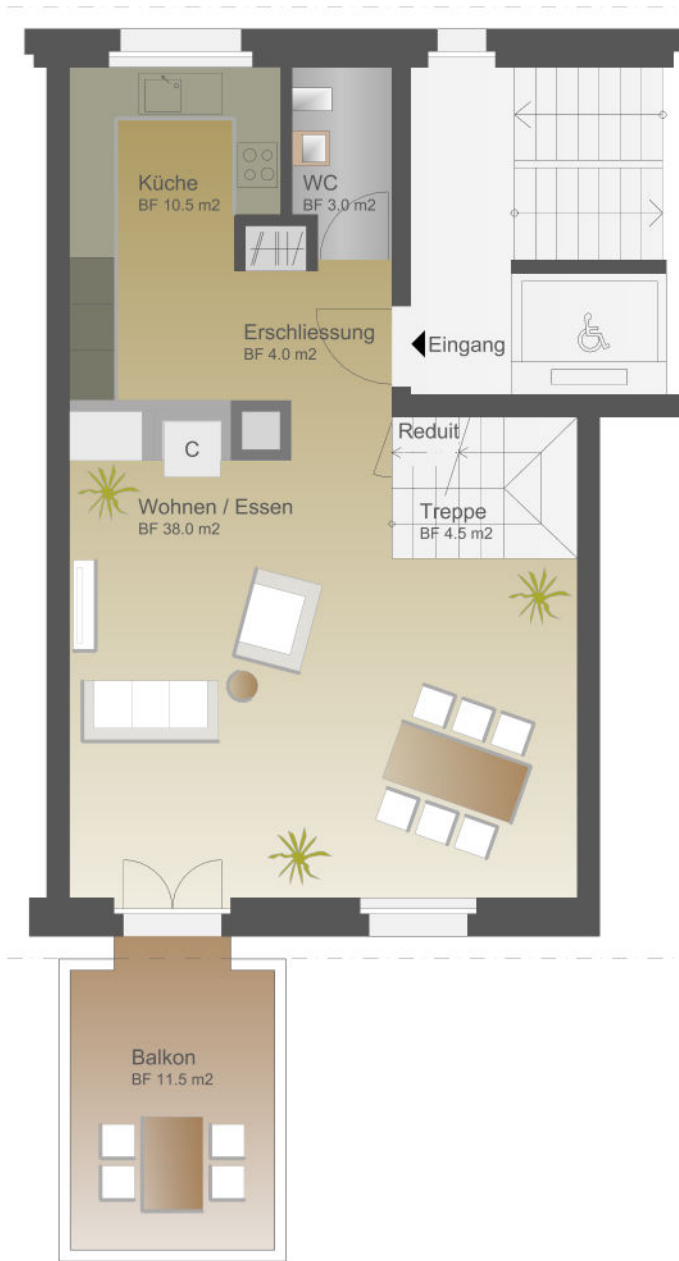 Küche
BF 10.5 m2
WC
BF 3.0 m2
Erschliessung
BF 4.0 m2
Eingang
Reduit
C
Wohnen / Essen
BF 38.0 m2
Treppe
BF 4.5 m2
Balkon
BF 11.5 m2